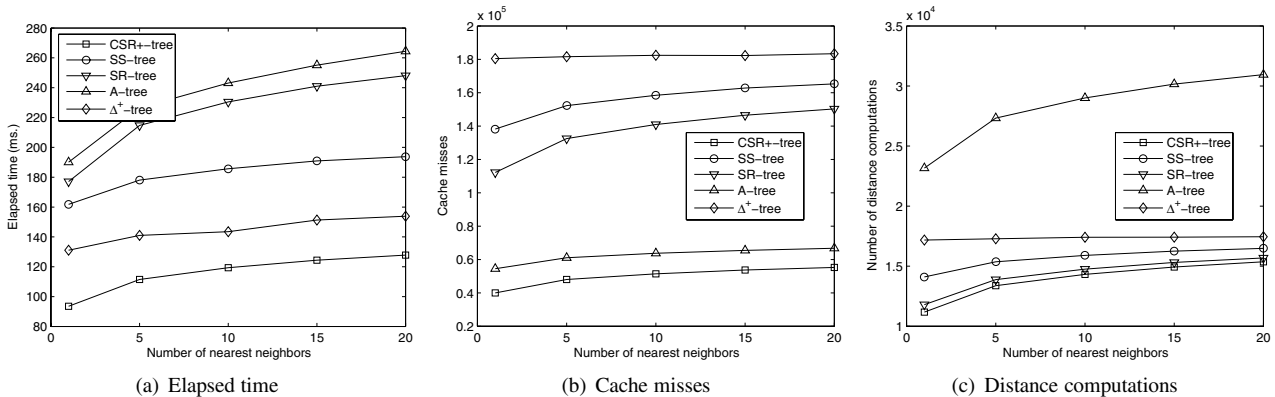 280
260
240
220
200
180
160
140
120
100
80
Elapsed time (ms.)
CSR+−tree
SS−tree
SR−tree
A−tree
Δ+−tree
0 5 10 15 20
Number of nearest neighbors
(a) Elapsed time
x 10^5
2
1.8
1.6
1.4
1.2
1
0.8
0.6
0.4
0.2
Cache misses
CSR+−tree
SS−tree
SR−tree
A−tree
Δ+−tree
0 5 10 15 20
Number of nearest neighbors
(b) Cache misses
x 10^4
3.5
3
2.5
2
1.5
1
Number of distance computations
CSR+−tree
SS−tree
SR−tree
A−tree
Δ+−tree
0 5 10 15 20
Number of nearest neighbors
(c) Distance computations